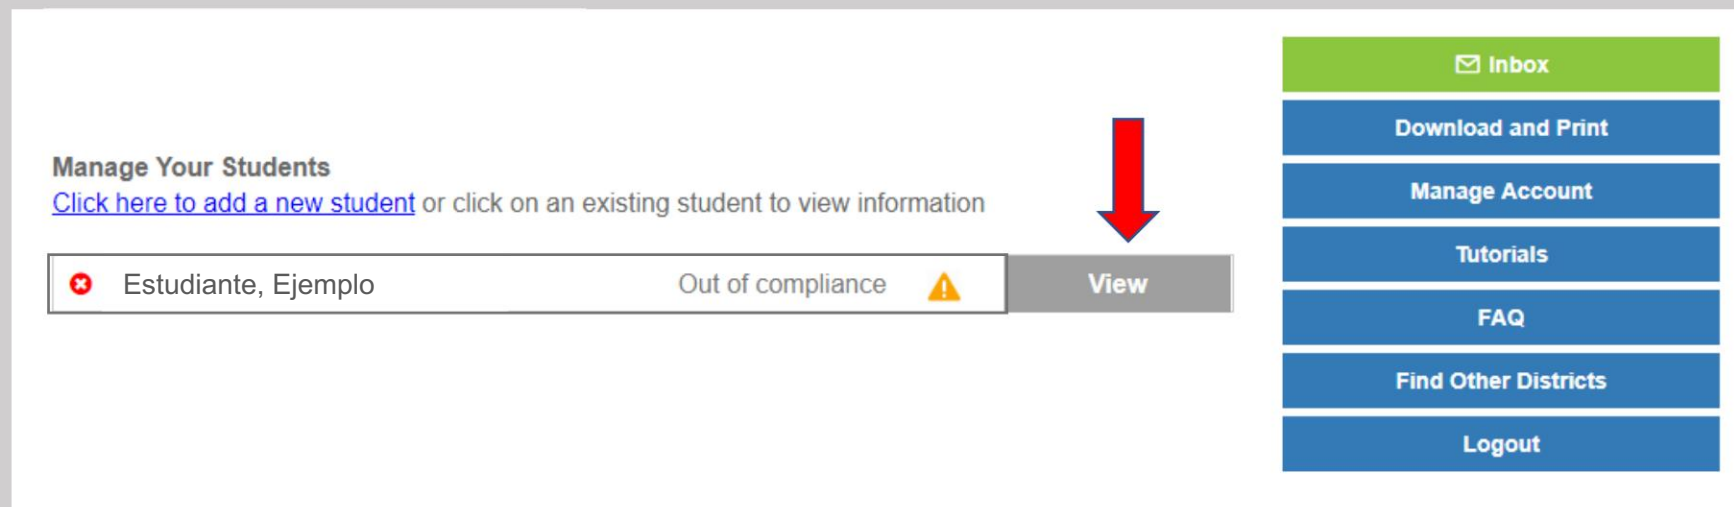 Manage Your Students
Click here to add a new student or click on an existing student to view information
Estudiante, Ejemplo Out of compliance View
Inbox
Download and Print
Manage Account
Tutorials
FAQ
Find Other Districts
Logout